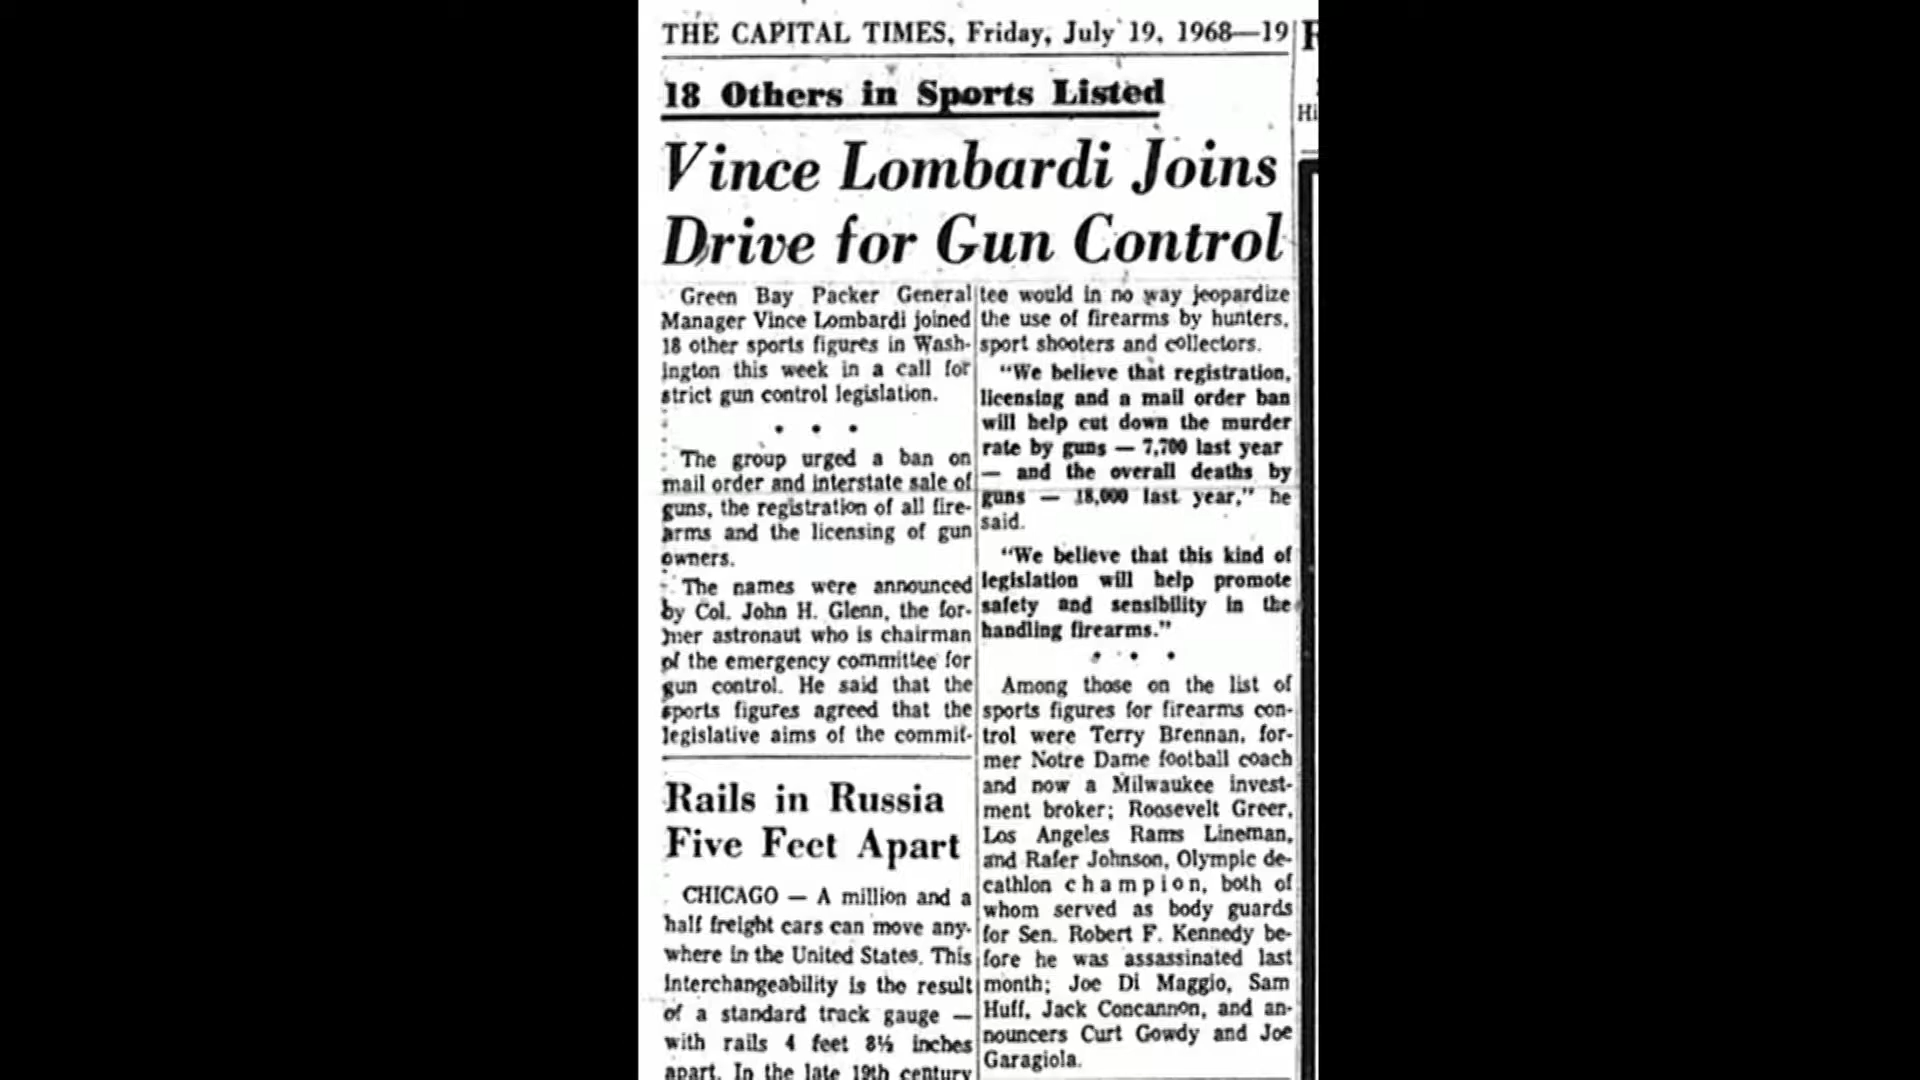 THE CAPITAL TIMES, Friday, July 19, 1968—19
18 Others in Sports Listed
Vince Lombardi Joins
Drive for Gun Control
Green Bay Packer General
Manager Vince Lombardi joined
18 other sports figures in Wash-
ington this week in a call for
strict gun control legislation.
• • •
The group urged a ban on
mail order and interstate sale of
guns, the registration of all fire-
arms and the licensing of gun
owners.
The names were announced
by Col. John H. Glenn, the for-
mer astronaut who is chairman
of the emergency committee for
gun control. He said that the
sports figures agreed that the
legislative aims of the commit-
tee would in no way jeopardize
the use of firearms by hunters,
sport shooters and collectors.
"We believe that registration,
licensing and a mail order ban
will help cut down the murder
rate by guns — 7,700 last year
— and the overall deaths by
guns — 18,000 last year," he
said.
"We believe that this kind of
legislation will help promote
safety and sensibility in the
handling firearms."
• • •
Among those on the list of
sports figures for firearms con-
trol were Terry Brennan, for-
mer Notre Dame football coach
and now a Milwaukee invest-
ment broker; Roosevelt Greer,
Los Angeles Rams Lineman,
and Rafer Johnson, Olympic de-
cathlon champion, both of
whom served as body guards
for Sen. Robert F. Kennedy be-
fore he was assassinated last
month; Joe Di Maggio, Sam
Huff, Jack Concannon, and an-
nouncers Curt Gowdy and Joe
Garagiola.
Rails in Russia
Five Feet Apart
CHICAGO — A million and a
half freight cars can move any-
where in the United States. This
interchangeability is the result
of a standard track gauge —
with rails 4 feet 8½ inches
apart. In the late 19th century
Hi